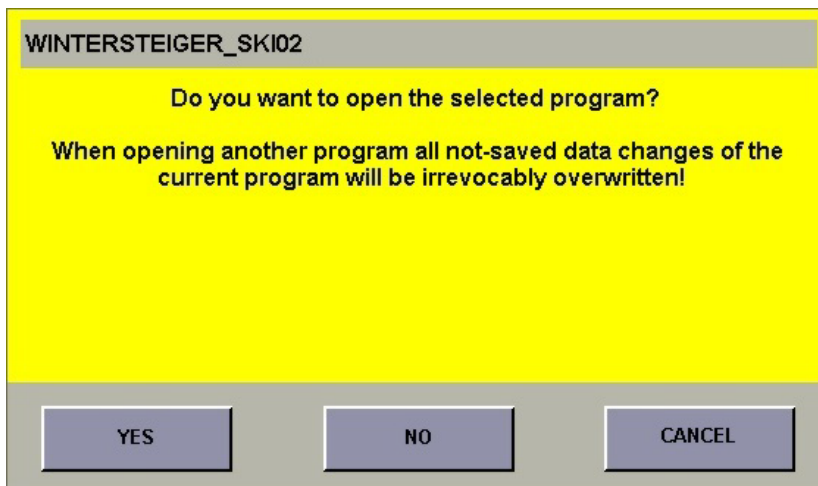 WINTERSTEIGER_SKI02
Do you want to open the selected program?
When opening another program all not-saved data changes of the
current program will be irrevocably overwritten!
YES
NO
CANCEL